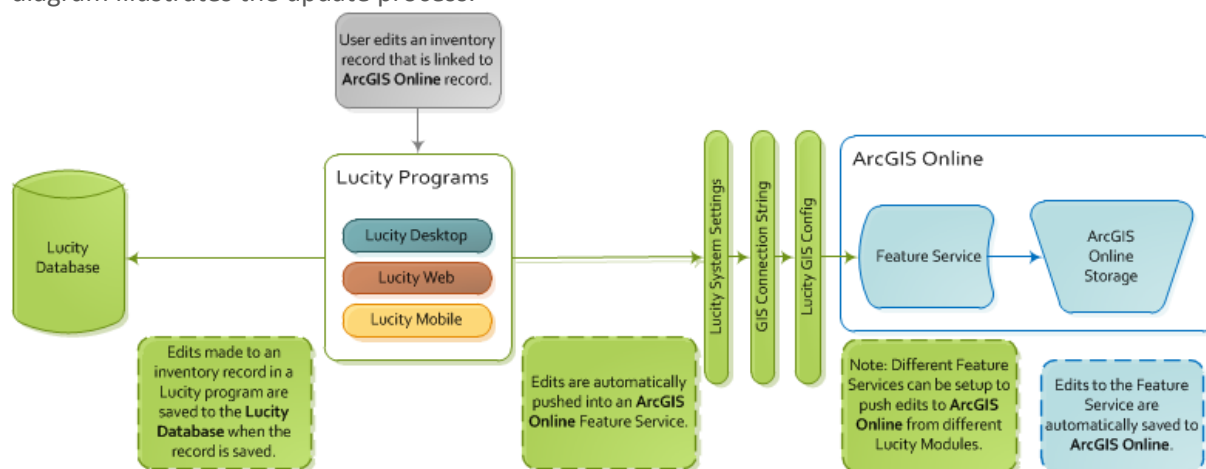 diagram illustrates the update process.
User edits an inventory
record that is linked to
ArcGIS Online record.
Lucity Programs
Lucity Desktop
Lucity Web
Lucity Mobile
Lucity
Database
Lucity System Settings
GIS Connection String
Lucity GIS Config
ArcGIS Online
Feature Service
ArcGIS
Online
Storage
Edits made to an
inventory record in a
Lucity program are
saved to the Lucity
Database when the
record is saved.
Edits are automatically
pushed into an ArcGIS
Online Feature Service.
Note: Different Feature
Services can be setup to
push edits to ArcGIS
Online from different
Lucity Modules.
Edits to the Feature
Service are
automatically saved to
ArcGIS Online.